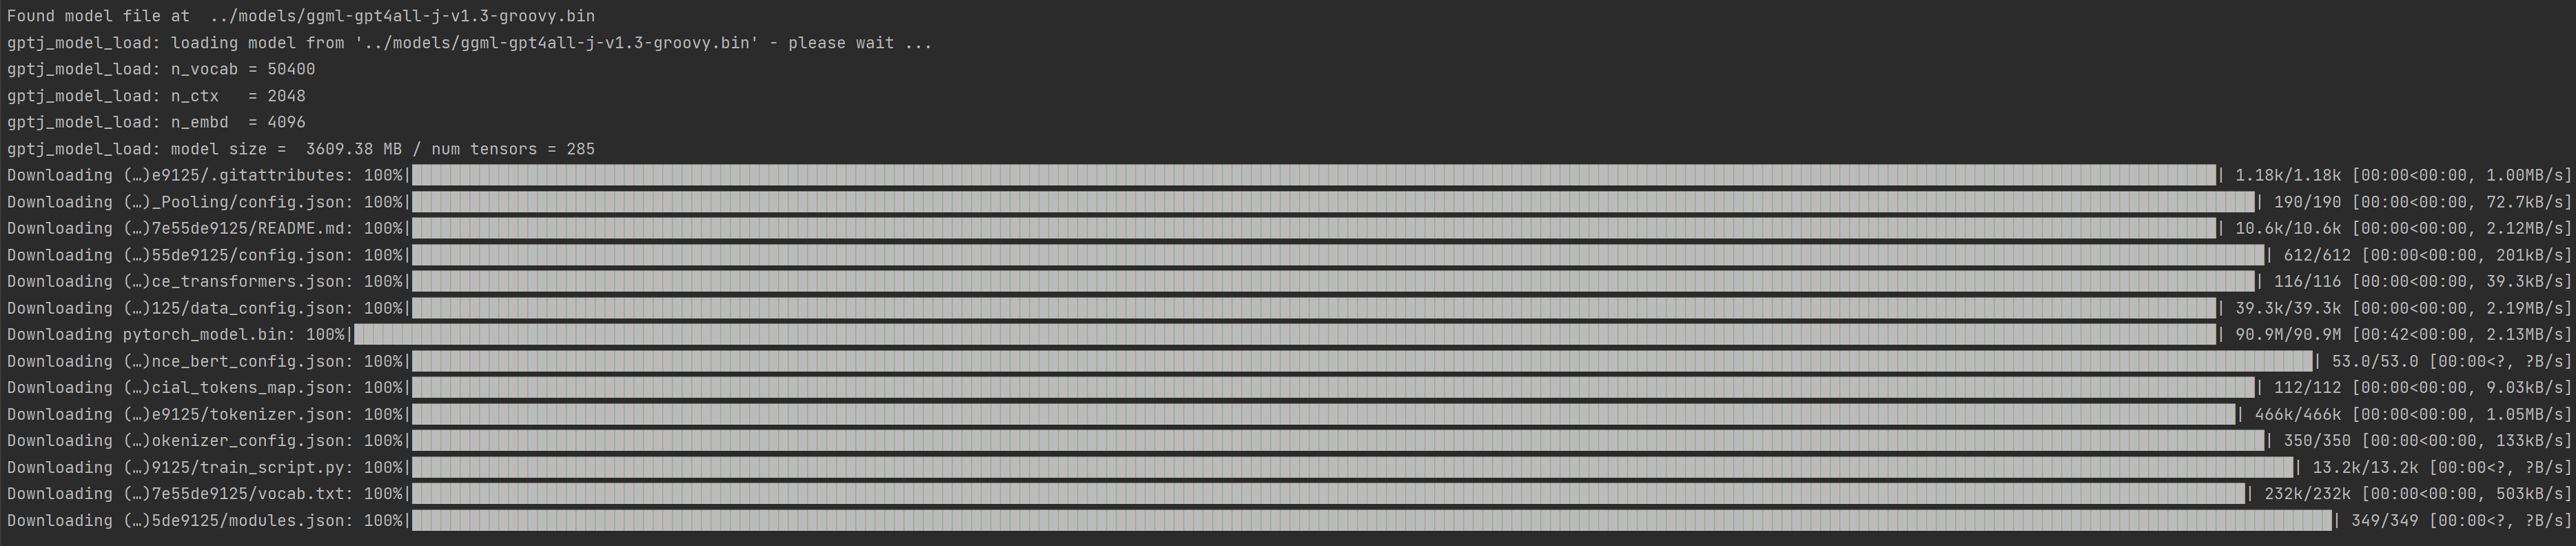 Found model file at  ../models/ggml-gpt4all-j-v1.3-groovy.bin
gptj_model_load: loading model from '../models/ggml-gpt4all-j-v1.3-groovy.bin' - please wait ...
gptj_model_load: n_vocab = 50400
gptj_model_load: n_ctx   = 2048
gptj_model_load: n_embd  = 4096
gptj_model_load: model size =  3609.38 MB / num tensors = 285
Downloading (…)e9125/.gitattributes: 100%| | 1.18k/1.18k [00:00<00:00, 1.00MB/s]
Downloading (…)_Pooling/config.json: 100%| | 190/190 [00:00<00:00, 72.7kB/s]
Downloading (…)7e55de9125/README.md: 100%| | 10.6k/10.6k [00:00<00:00, 2.12MB/s]
Downloading (…)55de9125/config.json: 100%| | 612/612 [00:00<00:00, 201kB/s]
Downloading (…)ce_transformers.json: 100%| | 116/116 [00:00<00:00, 39.3kB/s]
Downloading (…)125/data_config.json: 100%| | 39.3k/39.3k [00:00<00:00, 2.19MB/s]
Downloading pytorch_model.bin: 100%| | 90.9M/90.9M [00:42<00:00, 2.13MB/s]
Downloading (…)nce_bert_config.json: 100%| | 53.0/53.0 [00:00<?, ?B/s]
Downloading (…)cial_tokens_map.json: 100%| | 112/112 [00:00<00:00, 9.03kB/s]
Downloading (…)e9125/tokenizer.json: 100%| | 466k/466k [00:00<00:00, 1.05MB/s]
Downloading (…)okenizer_config.json: 100%| | 350/350 [00:00<00:00, 133kB/s]
Downloading (…)9125/train_script.py: 100%| | 13.2k/13.2k [00:00<?, ?B/s]
Downloading (…)7e55de9125/vocab.txt: 100%| | 232k/232k [00:00<00:00, 503kB/s]
Downloading (…)5de9125/modules.json: 100%| | 349/349 [00:00<?, ?B/s]